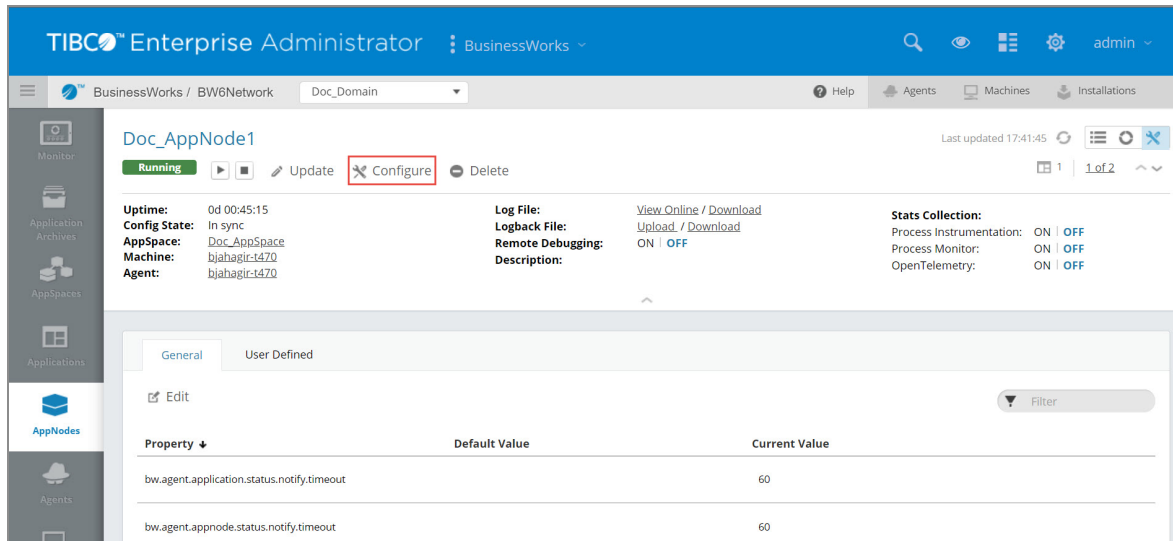 TIBCO™ Enterprise Administrator BusinessWorks admin
BusinessWorks / BW6Network Doc_Domain Help Agents Machines Installations
Monitor
Application Archives
AppSpaces
Applications
AppNodes
Agents
Doc_AppNode1 Last updated 17:41:45
Running Update Configure Delete 1 1 of 2
Uptime: 0d 00:45:15
Config State: In sync
AppSpace: Doc_AppSpace
Machine: bjahagir-t470
Agent: bjahagir-t470
Log File: View Online / Download
Logback File: Upload / Download
Remote Debugging: ON | OFF
Description:
Stats Collection:
Process Instrumentation: ON | OFF
Process Monitor: ON | OFF
OpenTelemetry: ON | OFF
General User Defined
Edit Filter
Property Default Value Current Value
bw.agent.application.status.notify.timeout 60
bw.agent.appnode.status.notify.timeout 60